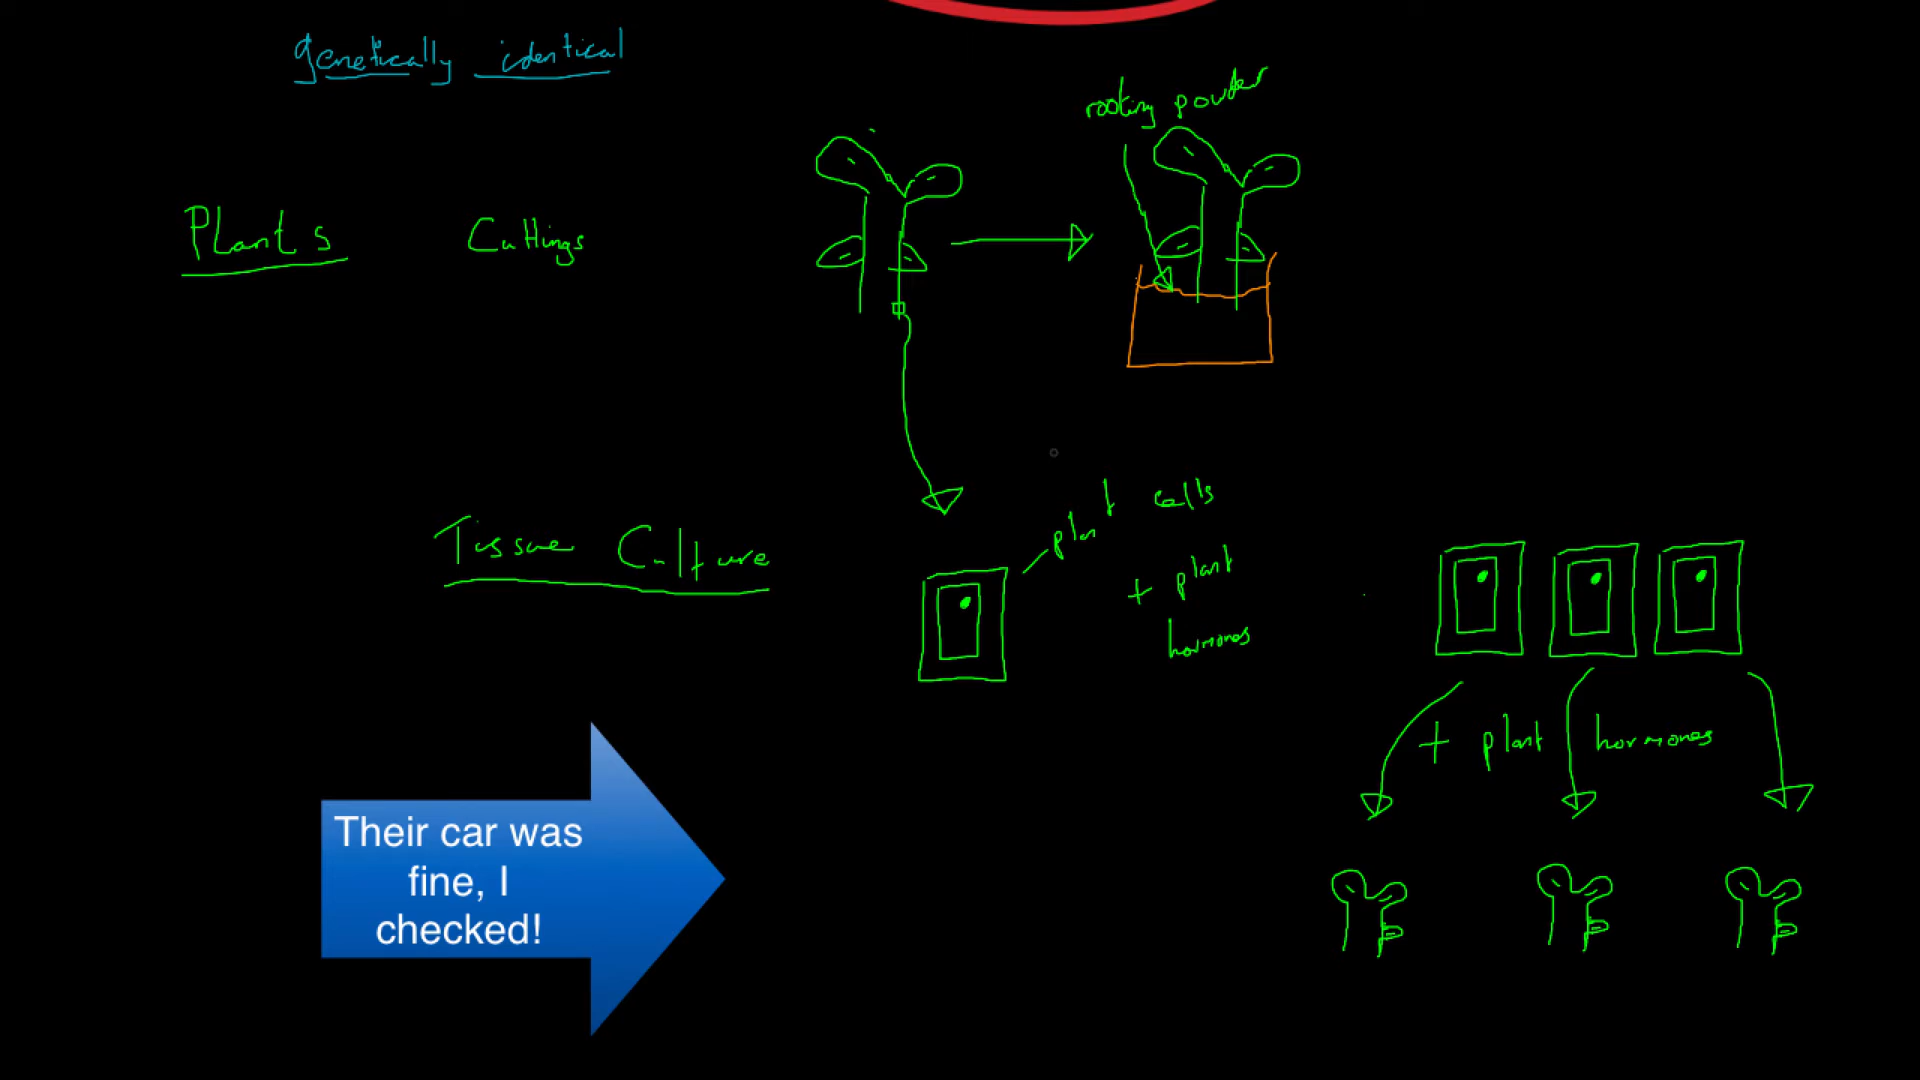 genetically identical
rooting powder
Plants Cuttings
Tissue Culture
plant cells
+ plant
hormones
+ plant hormones
Their car was
fine, I
checked!